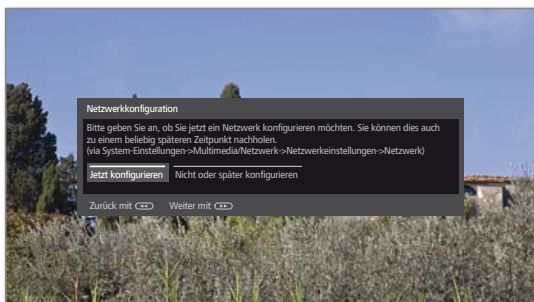 Netzwerkkonfiguration
Bitte geben Sie an, ob Sie jetzt ein Netzwerk konfigurieren möchten. Sie können dies auch
zu einem beliebig späteren Zeitpunkt nachholen.
(via System-Einstellungen->Multimedia/Netzwerk->Netzwerkeinstellungen->Netzwerk)
Jetzt konfigurieren Nicht oder später konfigurieren
Zurück mit Weiter mit